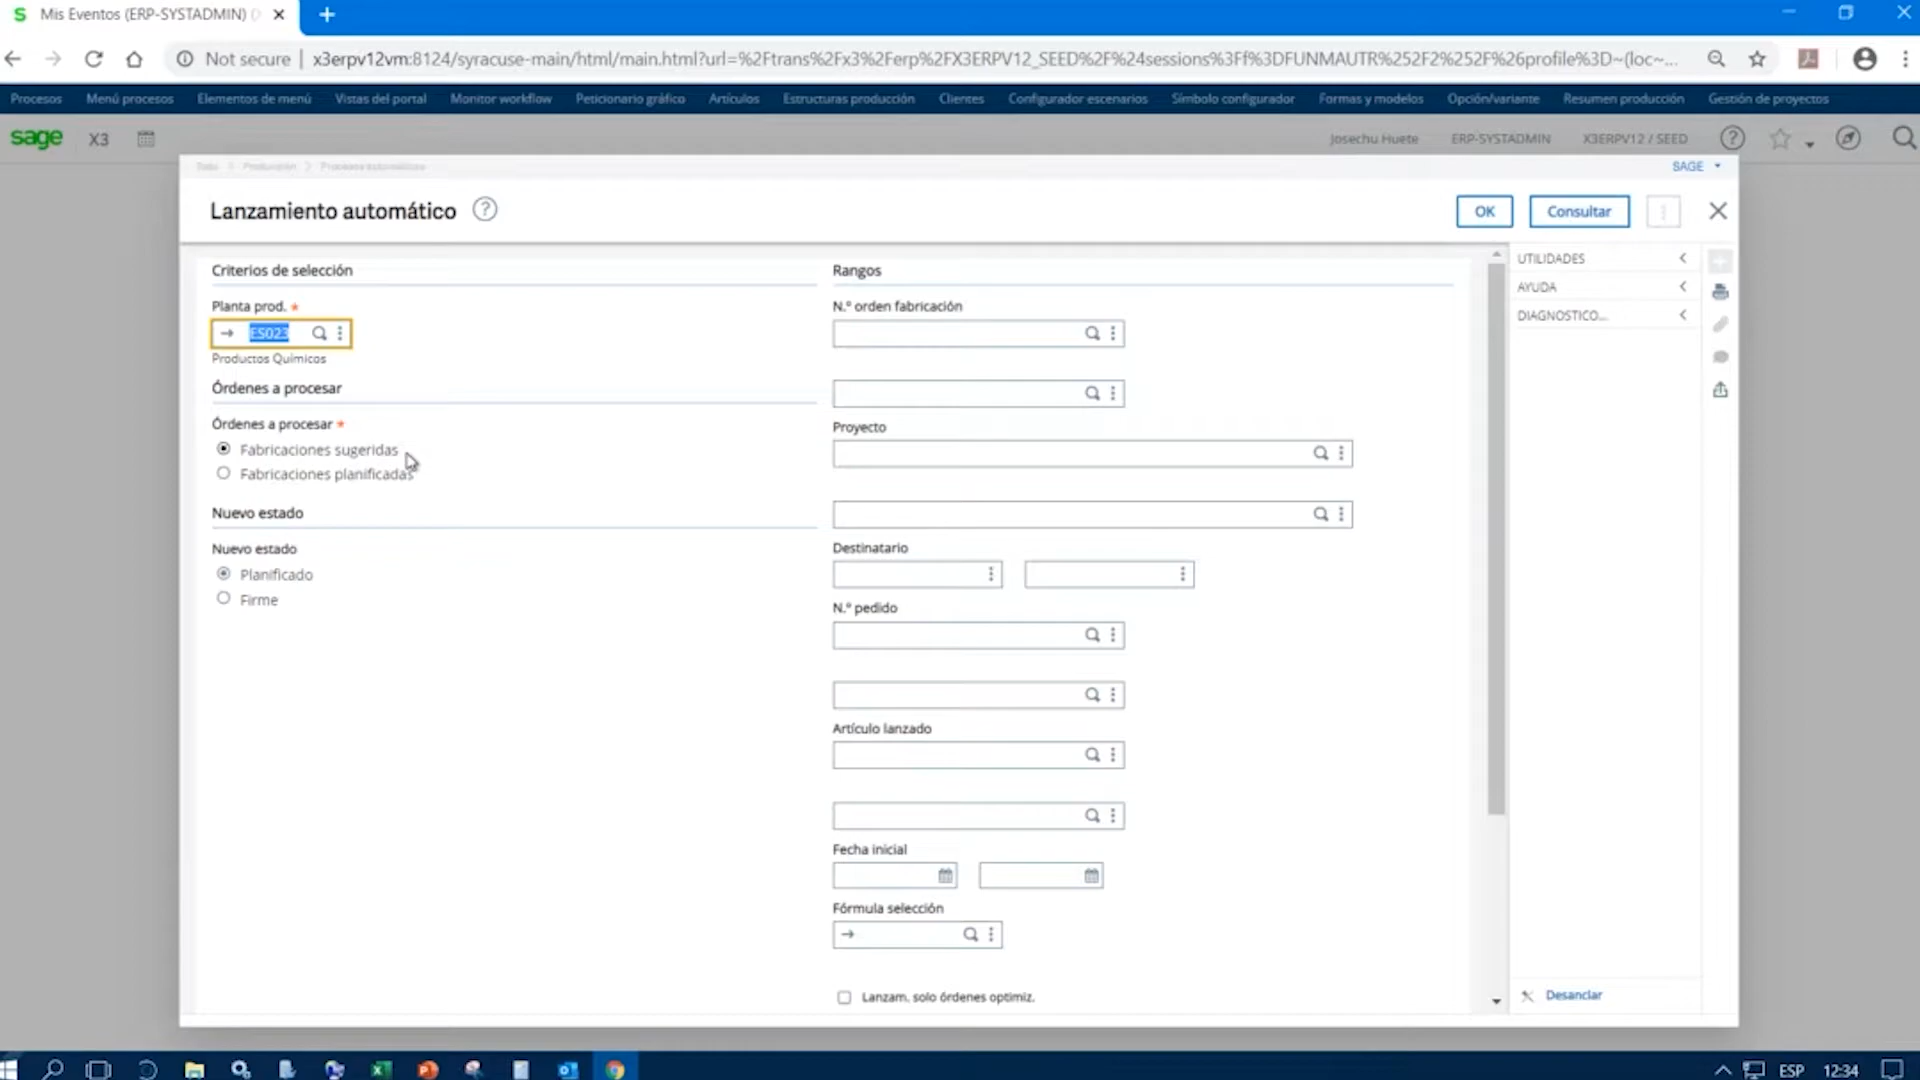 S Mis Eventos (ERP-SYSTADMIN)
Not secure | x3erpv12vm:8124/syracuse-main/html/main.html?url=%2Ftrans%2Fx3%2Ferp%2FX3ERPV12_SEED%2F%24sessions%3Ff%3DFUNMAUTR%252F2%252F%26profile%3D~(loc~...
Procesos Menú procesos Elementos de menú Vistas del portal Monitor workflow Peticionario gráfico Artículos Estructuras producción Clientes Configurador escenarios Símbolo configurador Formas y modelos Opción/variante Resumen producción Gestión de proyectos
sage X3 Josechu Huete ERP-SYSTADMIN X3ERPV12 / SEED
Todo > Producción > Procesos automáticos SAGE
Lanzamiento automático ? OK Consultar
Criterios de selección
Planta prod. *
ES023
Productos Químicos
Órdenes a procesar
Órdenes a procesar *
Fabricaciones sugeridas
Fabricaciones planificadas
Nuevo estado
Nuevo estado
Planificado
Firme
Rangos
N.º orden fabricación
Proyecto
Destinatario
N.º pedido
Artículo lanzado
Fecha inicial
Fórmula selección
Lanzam. solo órdenes optimiz.
UTILIDADES
AYUDA
DIAGNOSTICO...
Desanclar
ESP 12:34